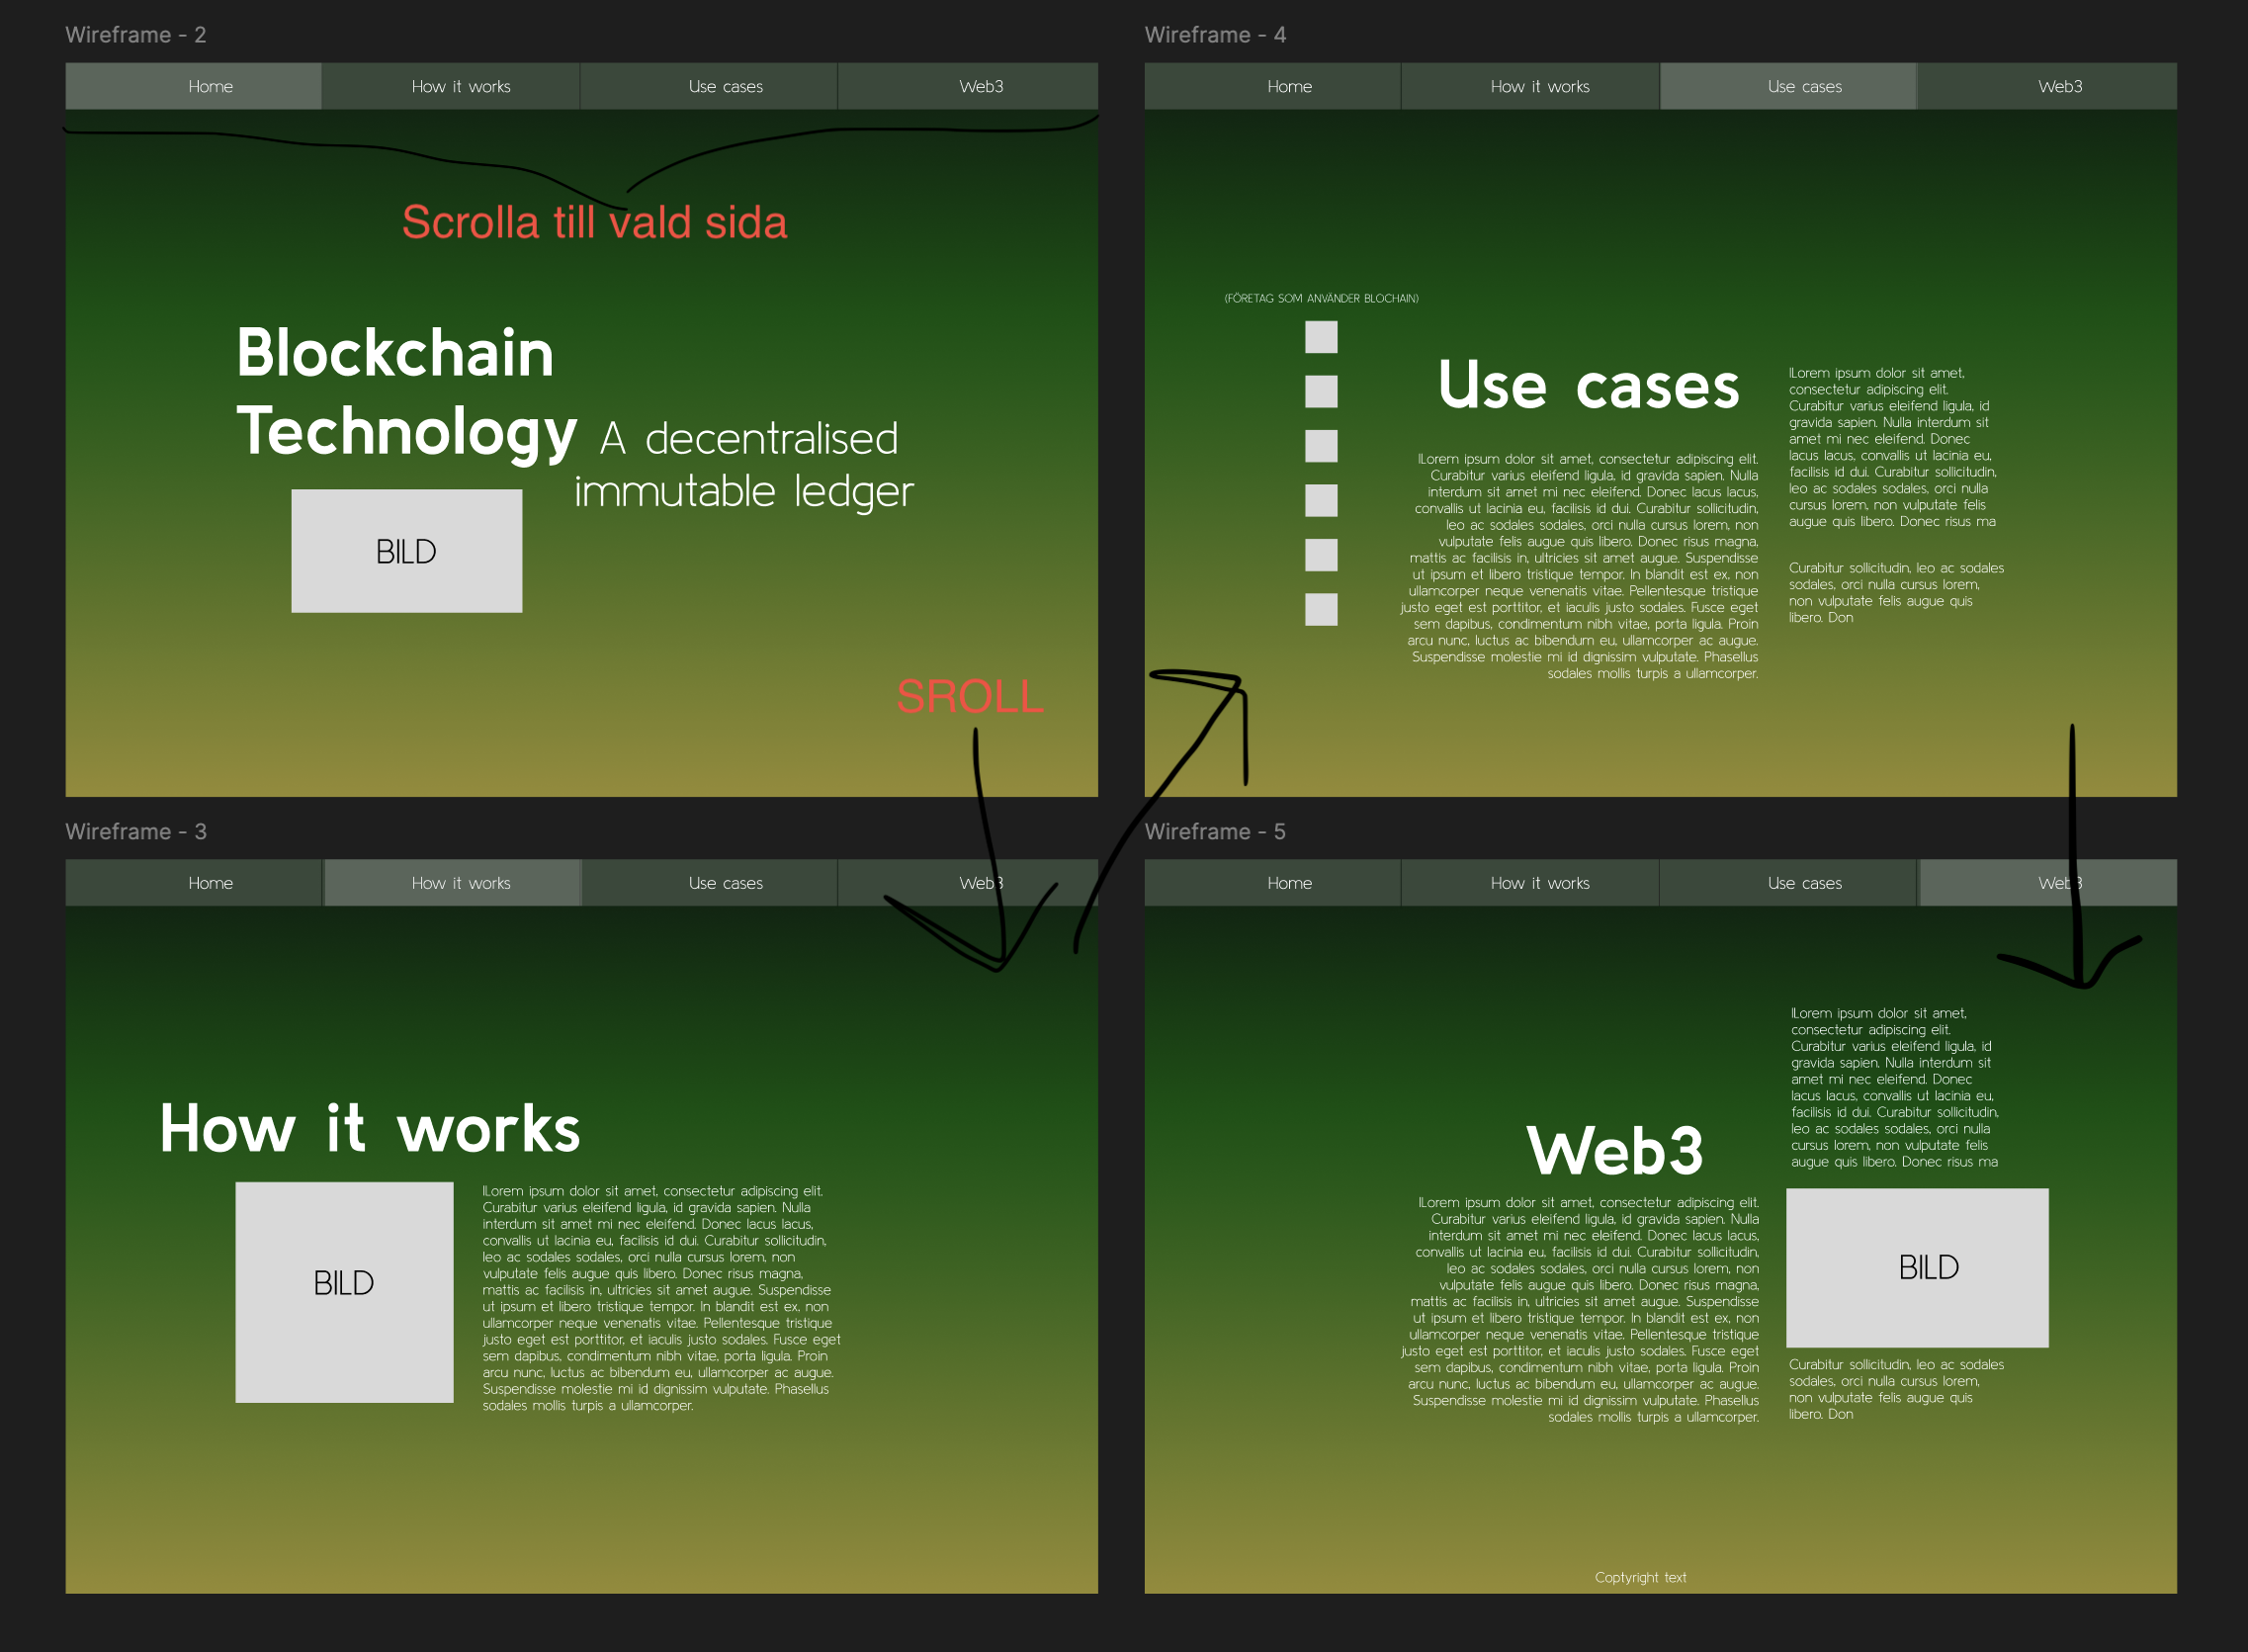 Wireframe - 2
Home
How it works
Use cases
Web3
Scrolla till vald sida
Blockchain
Technology
A decentralised
immutable ledger
BILD
SROLL
Wireframe - 4
Home
How it works
Use cases
Web3
(FÖRETAG SOM ANVÄNDER BLOCHAIN)
Use cases
lLorem ipsum dolor sit amet, consectetur adipiscing elit.
Curabitur varius eleifend ligula, id gravida sapien. Nulla
interdum sit amet mi nec eleifend. Donec lacus lacus,
convallis ut lacinia eu, facilisis id dui. Curabitur sollicitudin,
leo ac sodales sodales, orci nulla cursus lorem, non
vulputate felis augue quis libero. Donec risus magna,
mattis ac facilisis in, ultricies sit amet augue. Suspendisse
ut ipsum et libero tristique tempor. In blandit est ex, non
ullamcorper neque venenatis vitae. Pellentesque tristique
justo eget est porttitor, et iaculis justo sodales. Fusce eget
sem dapibus, condimentum nibh vitae, porta ligula. Proin
arcu nunc, luctus ac bibendum eu, ullamcorper ac augue.
Suspendisse molestie mi id dignissim vulputate. Phasellus
sodales mollis turpis a ullamcorper.
lLorem ipsum dolor sit amet,
consectetur adipiscing elit.
Curabitur varius eleifend ligula, id
gravida sapien. Nulla interdum sit
amet mi nec eleifend. Donec
lacus lacus, convallis ut lacinia eu,
facilisis id dui. Curabitur sollicitudin,
leo ac sodales sodales, orci nulla
cursus lorem, non vulputate felis
augue quis libero. Donec risus ma
Curabitur sollicitudin, leo ac sodales
sodales, orci nulla cursus lorem,
non vulputate felis augue quis
libero. Don
Wireframe - 3
Home
How it works
Use cases
Web3
How it works
BILD
lLorem ipsum dolor sit amet, consectetur adipiscing elit.
Curabitur varius eleifend ligula, id gravida sapien. Nulla
interdum sit amet mi nec eleifend. Donec lacus lacus,
convallis ut lacinia eu, facilisis id dui. Curabitur sollicitudin,
leo ac sodales sodales, orci nulla cursus lorem, non
vulputate felis augue quis libero. Donec risus magna,
mattis ac facilisis in, ultricies sit amet augue. Suspendisse
ut ipsum et libero tristique tempor. In blandit est ex, non
ullamcorper neque venenatis vitae. Pellentesque tristique
justo eget est porttitor, et iaculis justo sodales. Fusce eget
sem dapibus, condimentum nibh vitae, porta ligula. Proin
arcu nunc, luctus ac bibendum eu, ullamcorper ac augue.
Suspendisse molestie mi id dignissim vulputate. Phasellus
sodales mollis turpis a ullamcorper.
Wireframe - 5
Home
How it works
Use cases
Web3
Web3
lLorem ipsum dolor sit amet, consectetur adipiscing elit.
Curabitur varius eleifend ligula, id gravida sapien. Nulla
interdum sit amet mi nec eleifend. Donec lacus lacus,
convallis ut lacinia eu, facilisis id dui. Curabitur sollicitudin,
leo ac sodales sodales, orci nulla cursus lorem, non
vulputate felis augue quis libero. Donec risus magna,
mattis ac facilisis in, ultricies sit amet augue. Suspendisse
ut ipsum et libero tristique tempor. In blandit est ex, non
ullamcorper neque venenatis vitae. Pellentesque tristique
justo eget est porttitor, et iaculis justo sodales. Fusce eget
sem dapibus, condimentum nibh vitae, porta ligula. Proin
arcu nunc, luctus ac bibendum eu, ullamcorper ac augue.
Suspendisse molestie mi id dignissim vulputate. Phasellus
sodales mollis turpis a ullamcorper.
lLorem ipsum dolor sit amet,
consectetur adipiscing elit.
Curabitur varius eleifend ligula, id
gravida sapien. Nulla interdum sit
amet mi nec eleifend. Donec
lacus lacus, convallis ut lacinia eu,
facilisis id dui. Curabitur sollicitudin,
leo ac sodales sodales, orci nulla
cursus lorem, non vulputate felis
augue quis libero. Donec risus ma
BILD
Curabitur sollicitudin, leo ac sodales
sodales, orci nulla cursus lorem,
non vulputate felis augue quis
libero. Don
Coptyright text